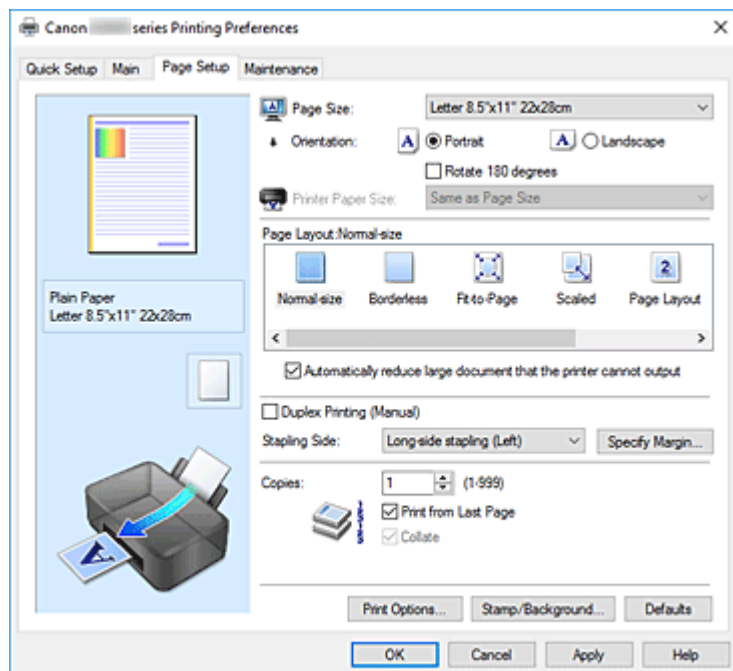 Canon series Printing Preferences
Quick Setup Main Page Setup Maintenance
Page Size: Letter 8.5"x11" 22x28cm
Orientation: A Portrait A Landscape
Rotate 180 degrees
Printer Paper Size: Same as Page Size
Page Layout:Normal-size
Normal-size Borderless Fit-to-Page Scaled Page Layout
Plain Paper
Letter 8.5"x11" 22x28cm
Automatically reduce large document that the printer cannot output
Duplex Printing (Manual)
Stapling Side: Long-side stapling (Left) Specify Margin...
Copies: 1 (1-999)
Print from Last Page
Collate
Print Options... Stamp/Background... Defaults
OK Cancel Apply Help